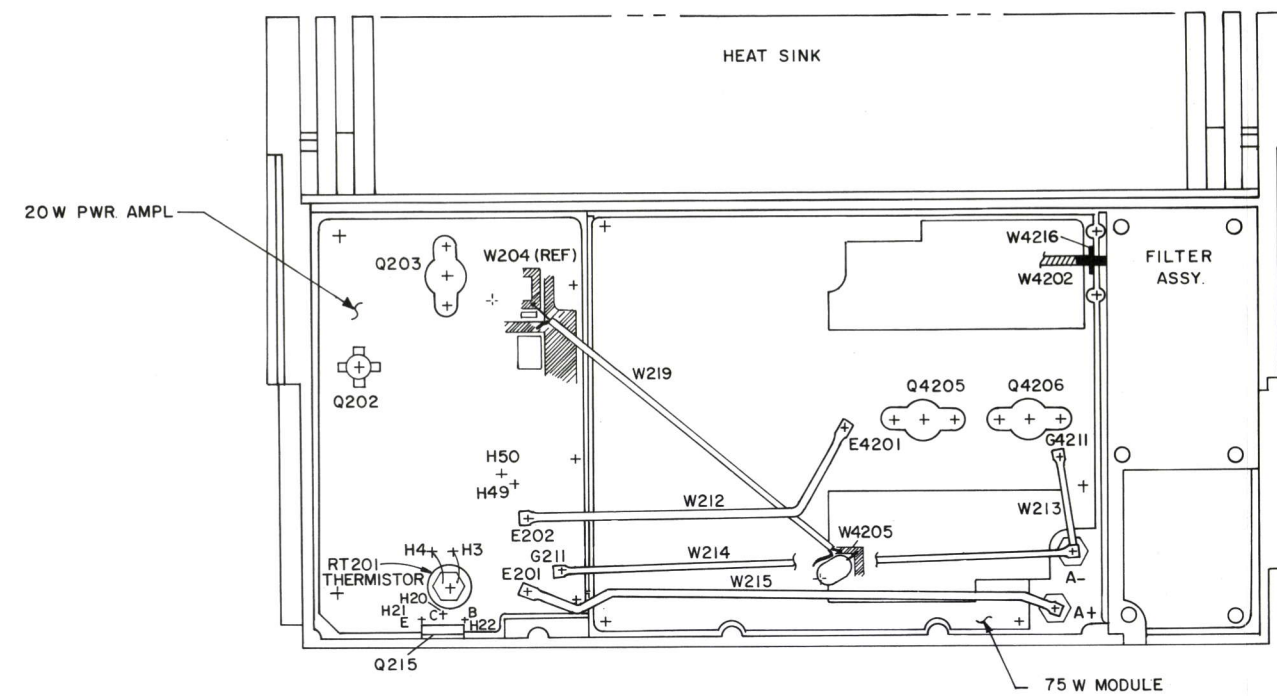 HEAT SINK
20 W PWR. AMPL
Q203
W204 (REF)
W4216
W4202
FILTER
ASSY.
Q202
W219
Q4205
Q4206
E4201
G4211
H50
H49
W212
W213
E202
W4205
G211
W214
H4
H3
RT201
THERMISTOR
E201
W215
A-
H20
H21
C
B
E
H22
A+
Q215
75 W MODULE